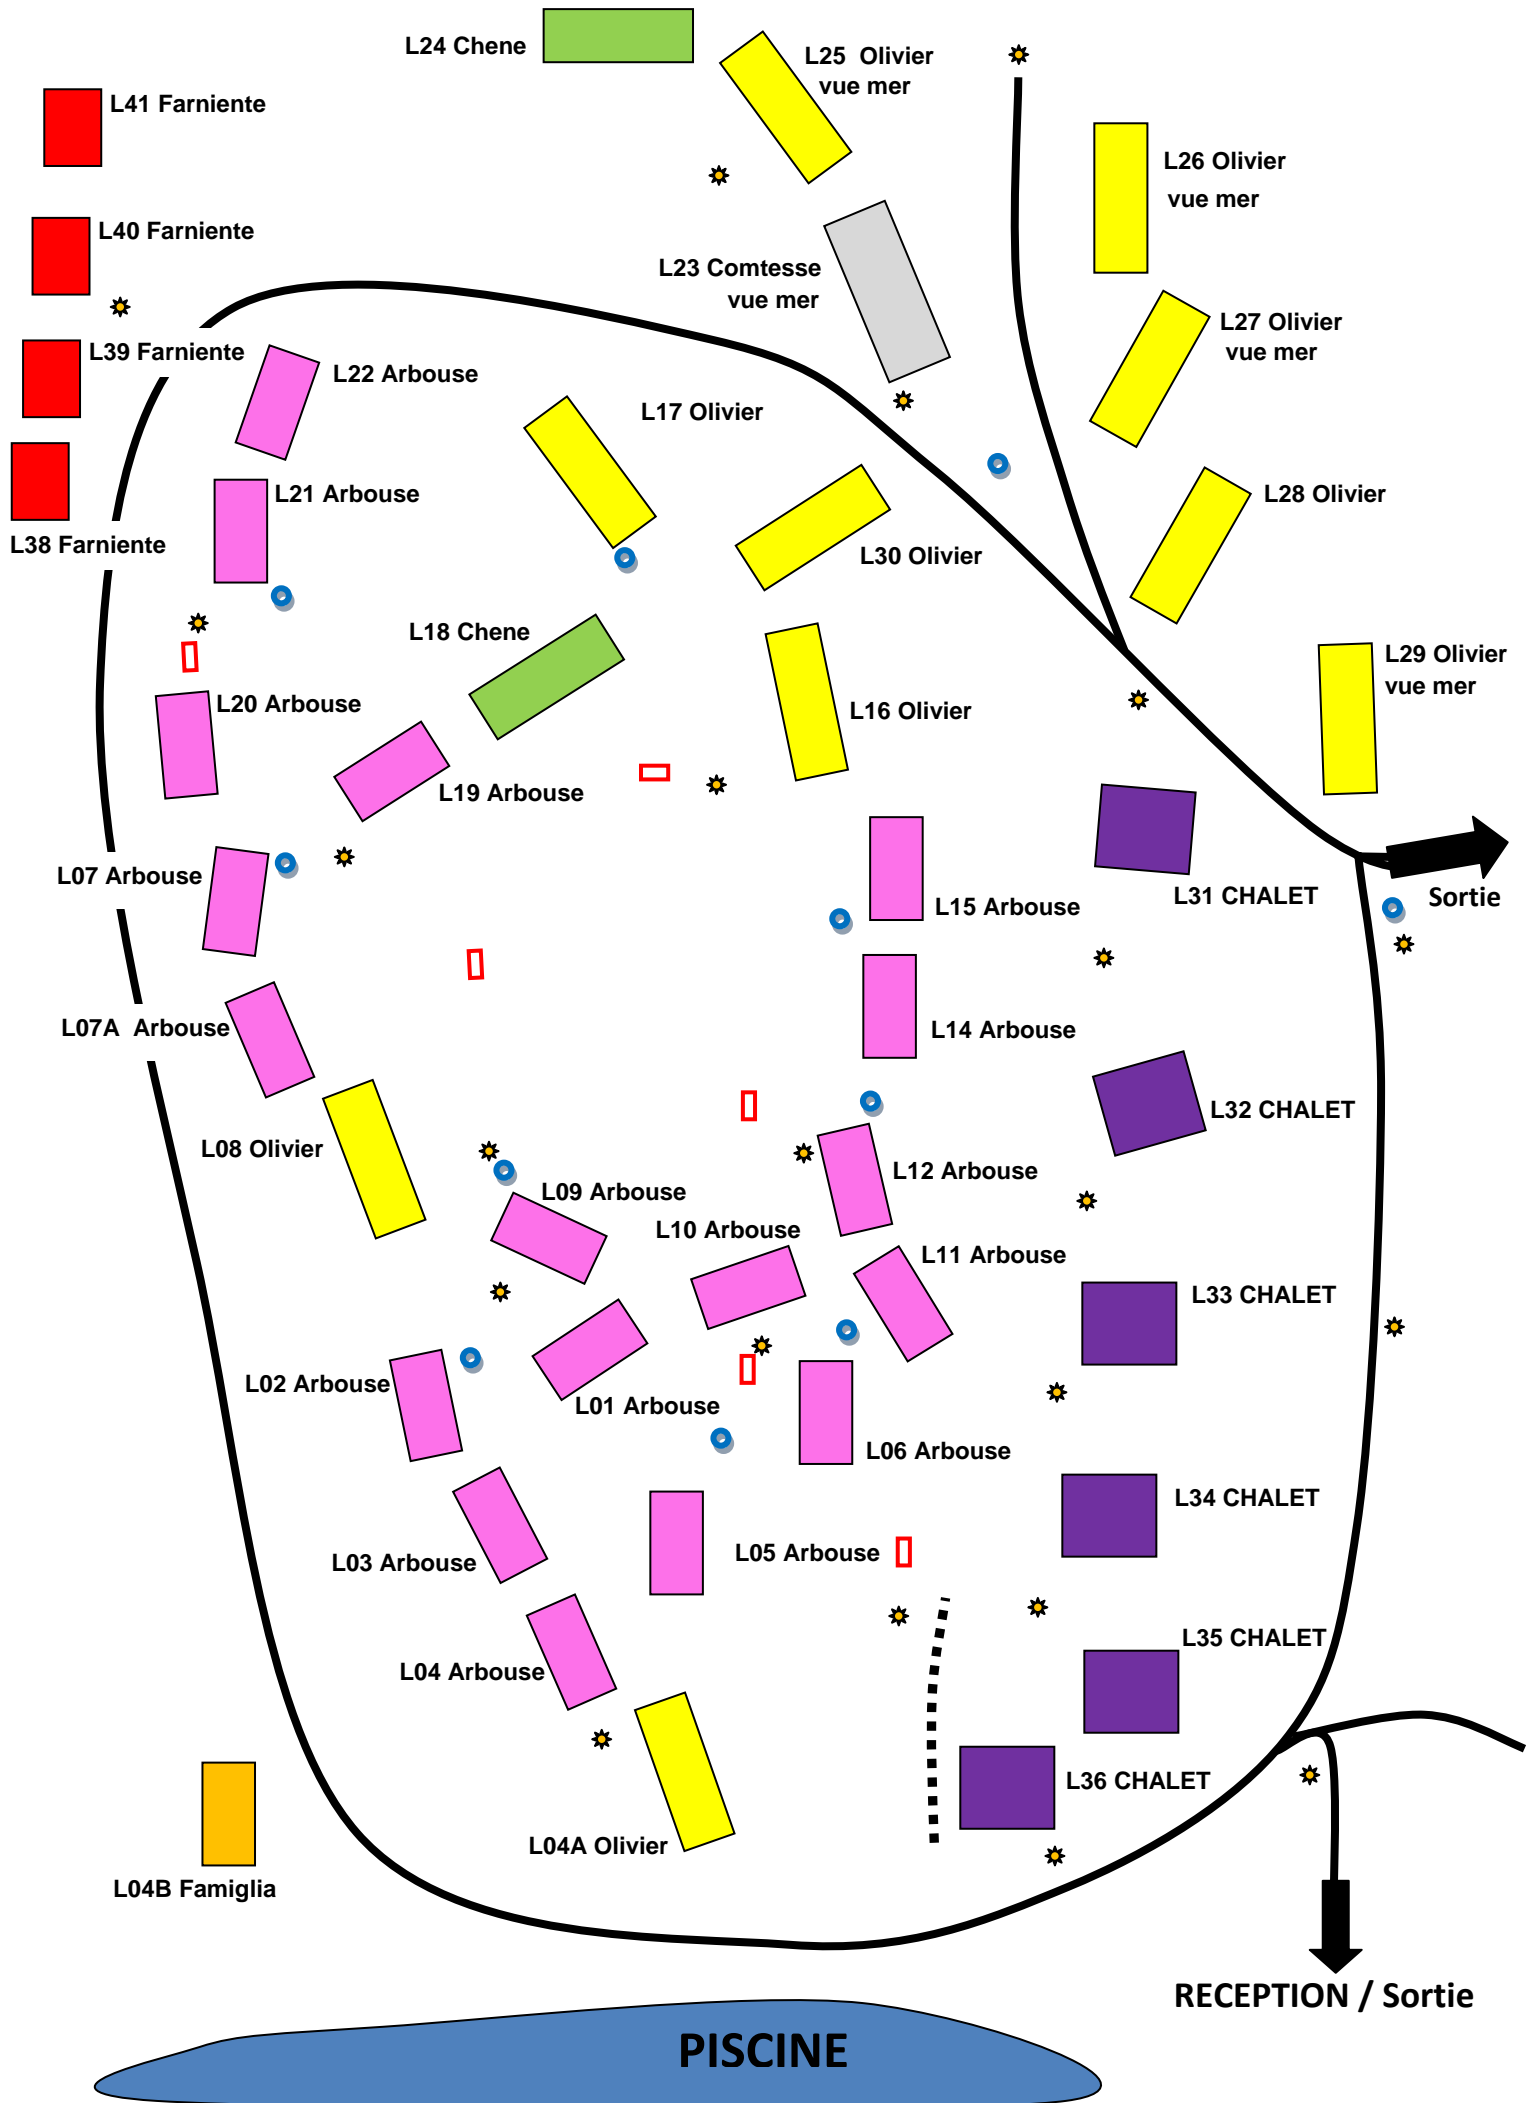 L24 Chene
L25  Olivier
vue mer
L41 Farniente
L26 Olivier
vue mer
L40 Farniente
L23 Comtesse
vue mer
L27 Olivier
vue mer
L39 Farniente
L22 Arbouse
L17 Olivier
L21 Arbouse
L28 Olivier
L38 Farniente
L30 Olivier
L18 Chene
L29 Olivier
vue mer
L20 Arbouse
L16 Olivier
L19 Arbouse
L07 Arbouse
L31 CHALET
Sortie
L15 Arbouse
L07A  Arbouse
L14 Arbouse
L32 CHALET
L08 Olivier
L12 Arbouse
L09 Arbouse
L10 Arbouse
L11 Arbouse
L33 CHALET
L02 Arbouse
L01 Arbouse
L06 Arbouse
L34 CHALET
L03 Arbouse
L05 Arbouse
L35 CHALET
L04 Arbouse
L36 CHALET
L04A Olivier
L04B Famiglia
RECEPTION / Sortie
PISCINE